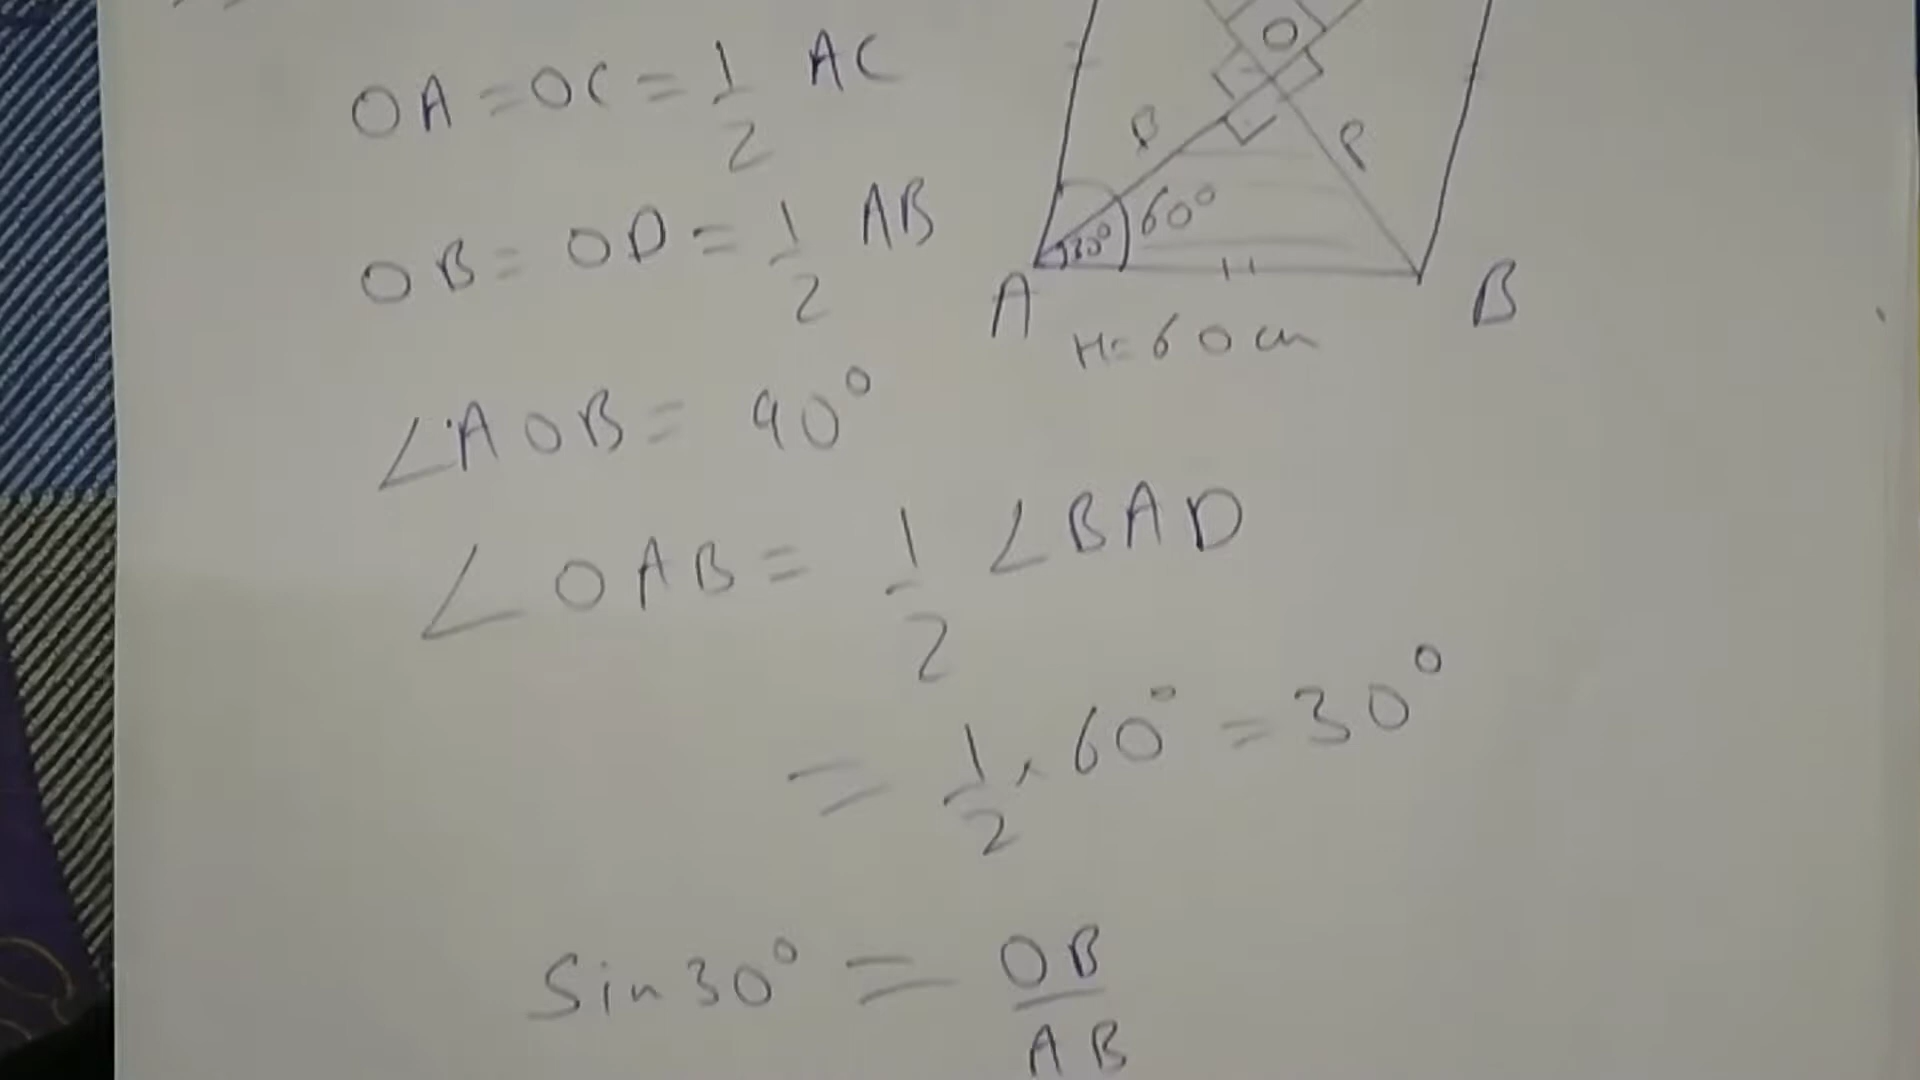 OA = OC = 1/2 AC
OB = OD = 1/2 AB
∠AOB = 90°
∠OAB = 1/2 ∠BAD
= 1/2 . 60° = 30°
Sin 30° = OB/AB
O
B
P
60°
30°
A
B
H = 60 cm